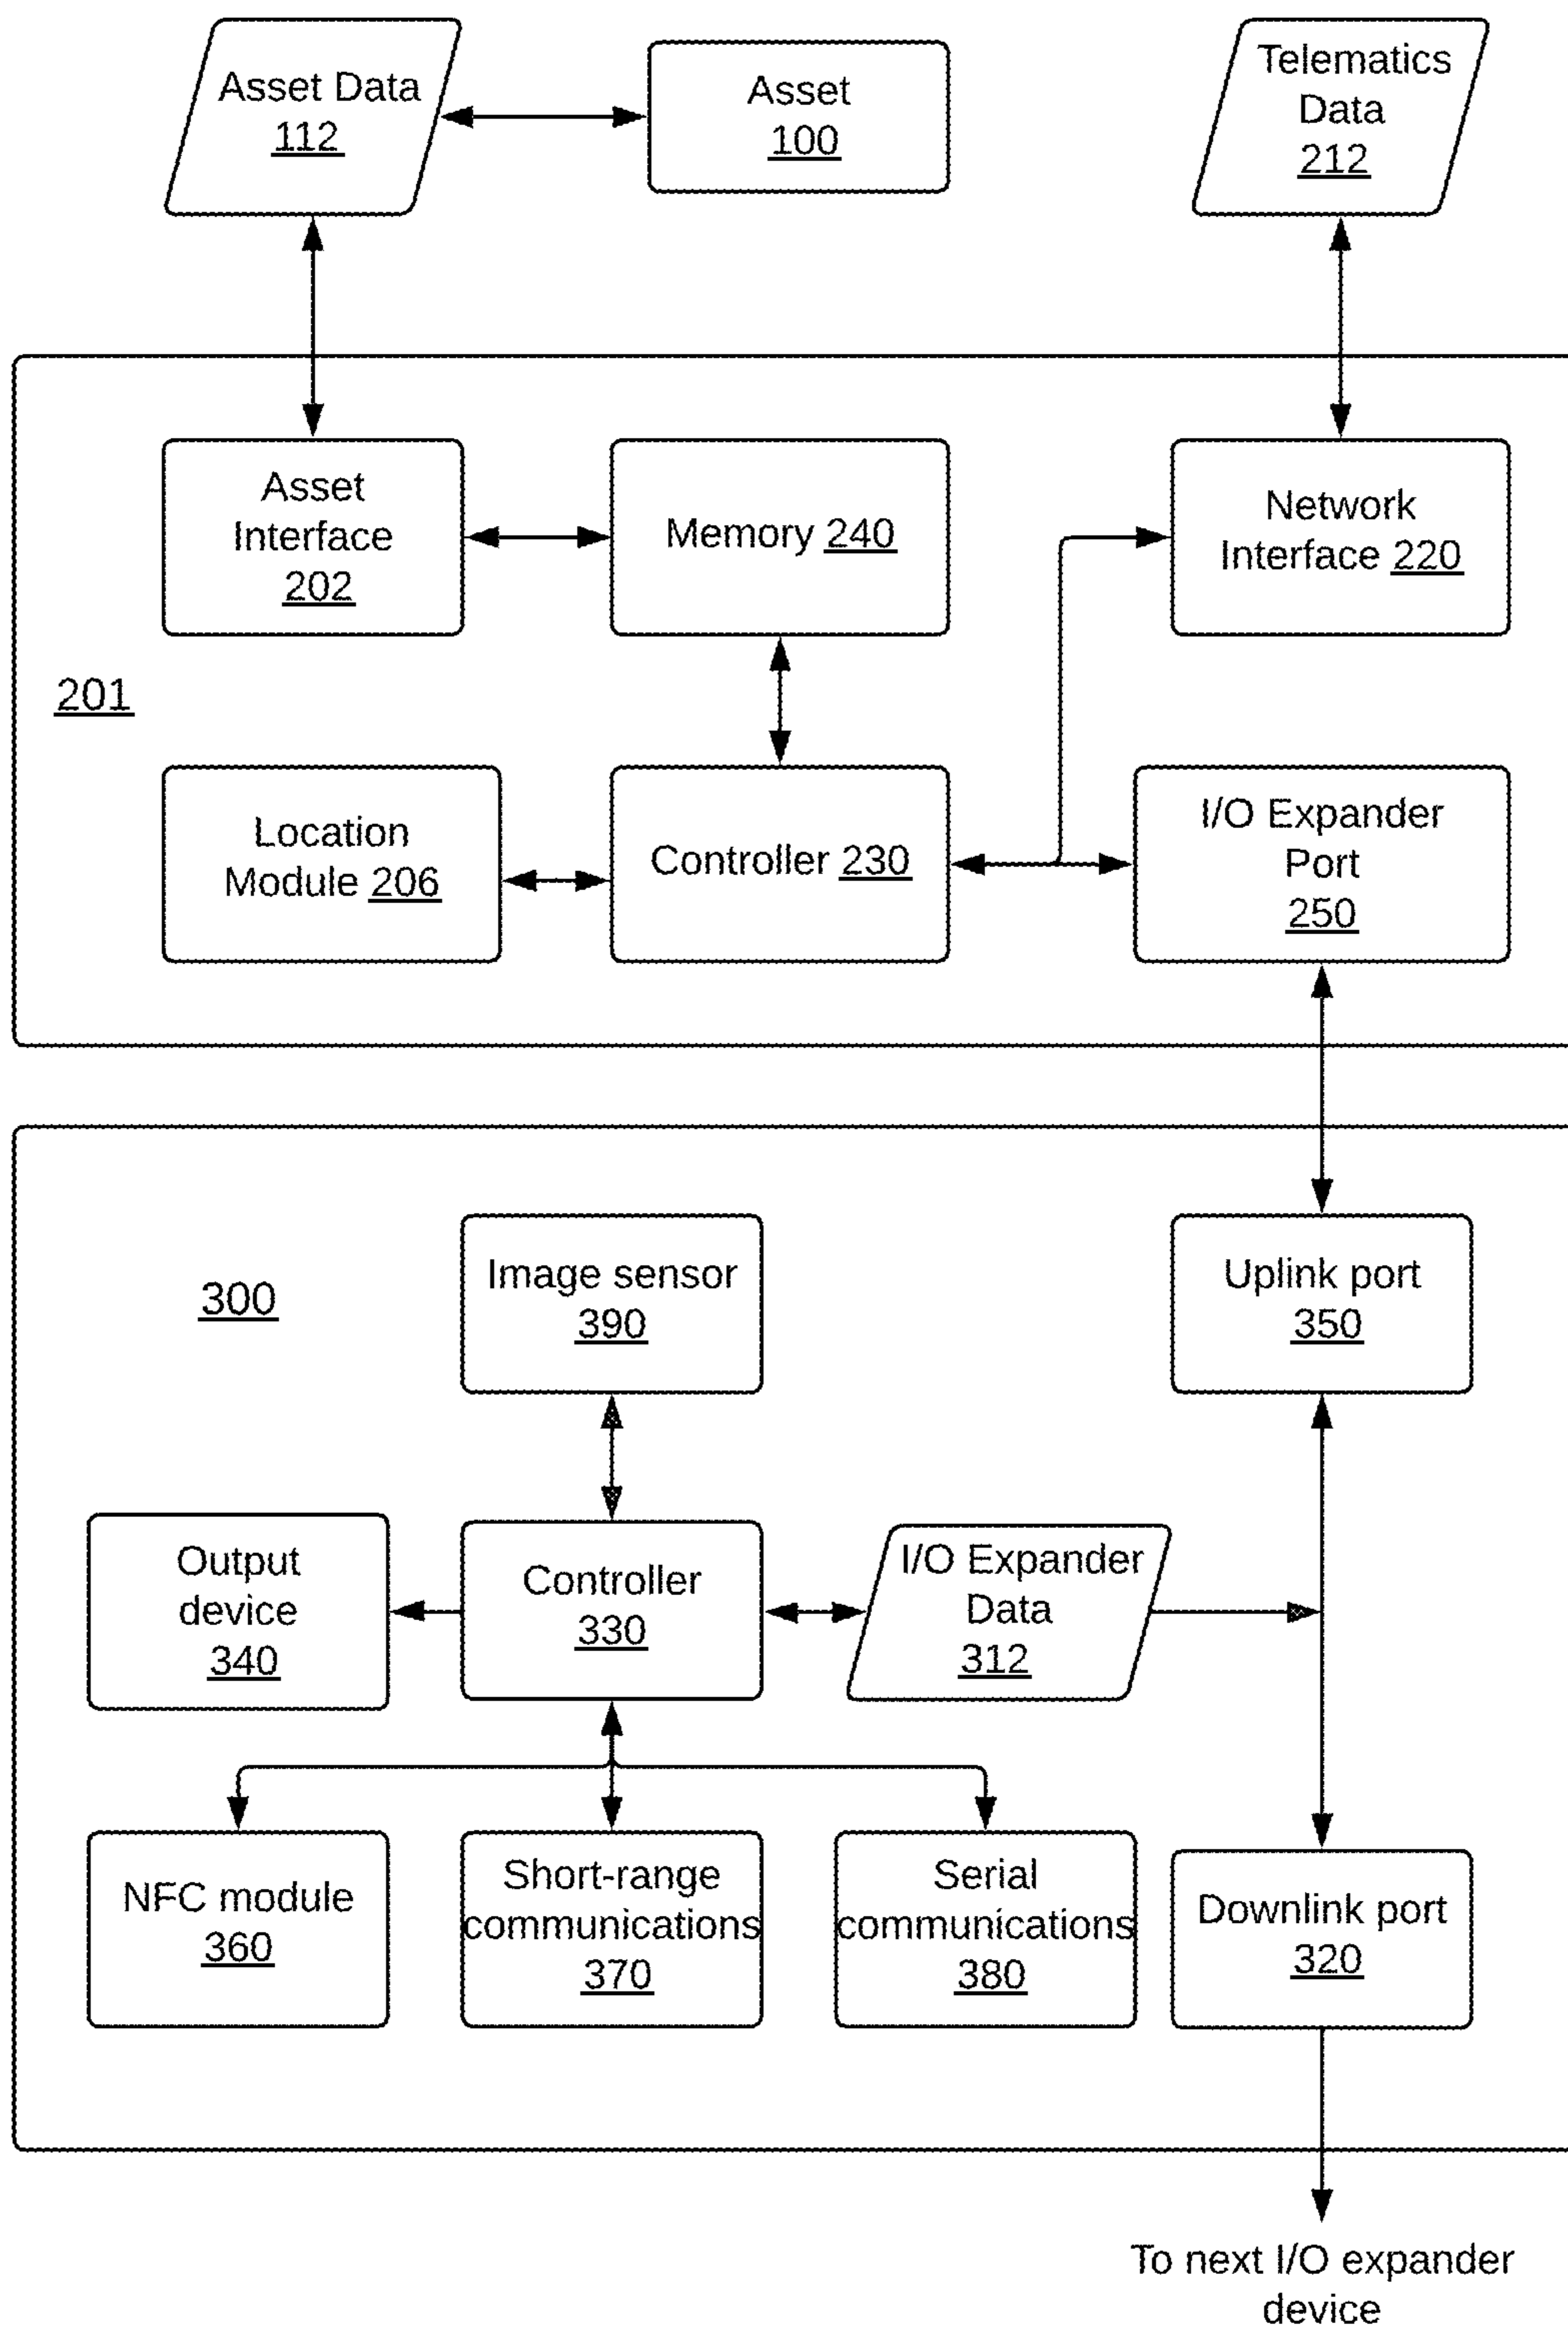 Asset Data
112
Asset
100
Telematics
Data
212
Asset
Interface
202
Memory 240
Network
Interface 220
201
Location
Module 206
Controller 230
I/O Expander
Port
250
300
Image sensor
390
Uplink port
350
Output
device
340
Controller
330
I/O Expander
Data
312
NFC module
360
Short-range
communications
370
Serial
communications
380
Downlink port
320
To next I/O expander
device